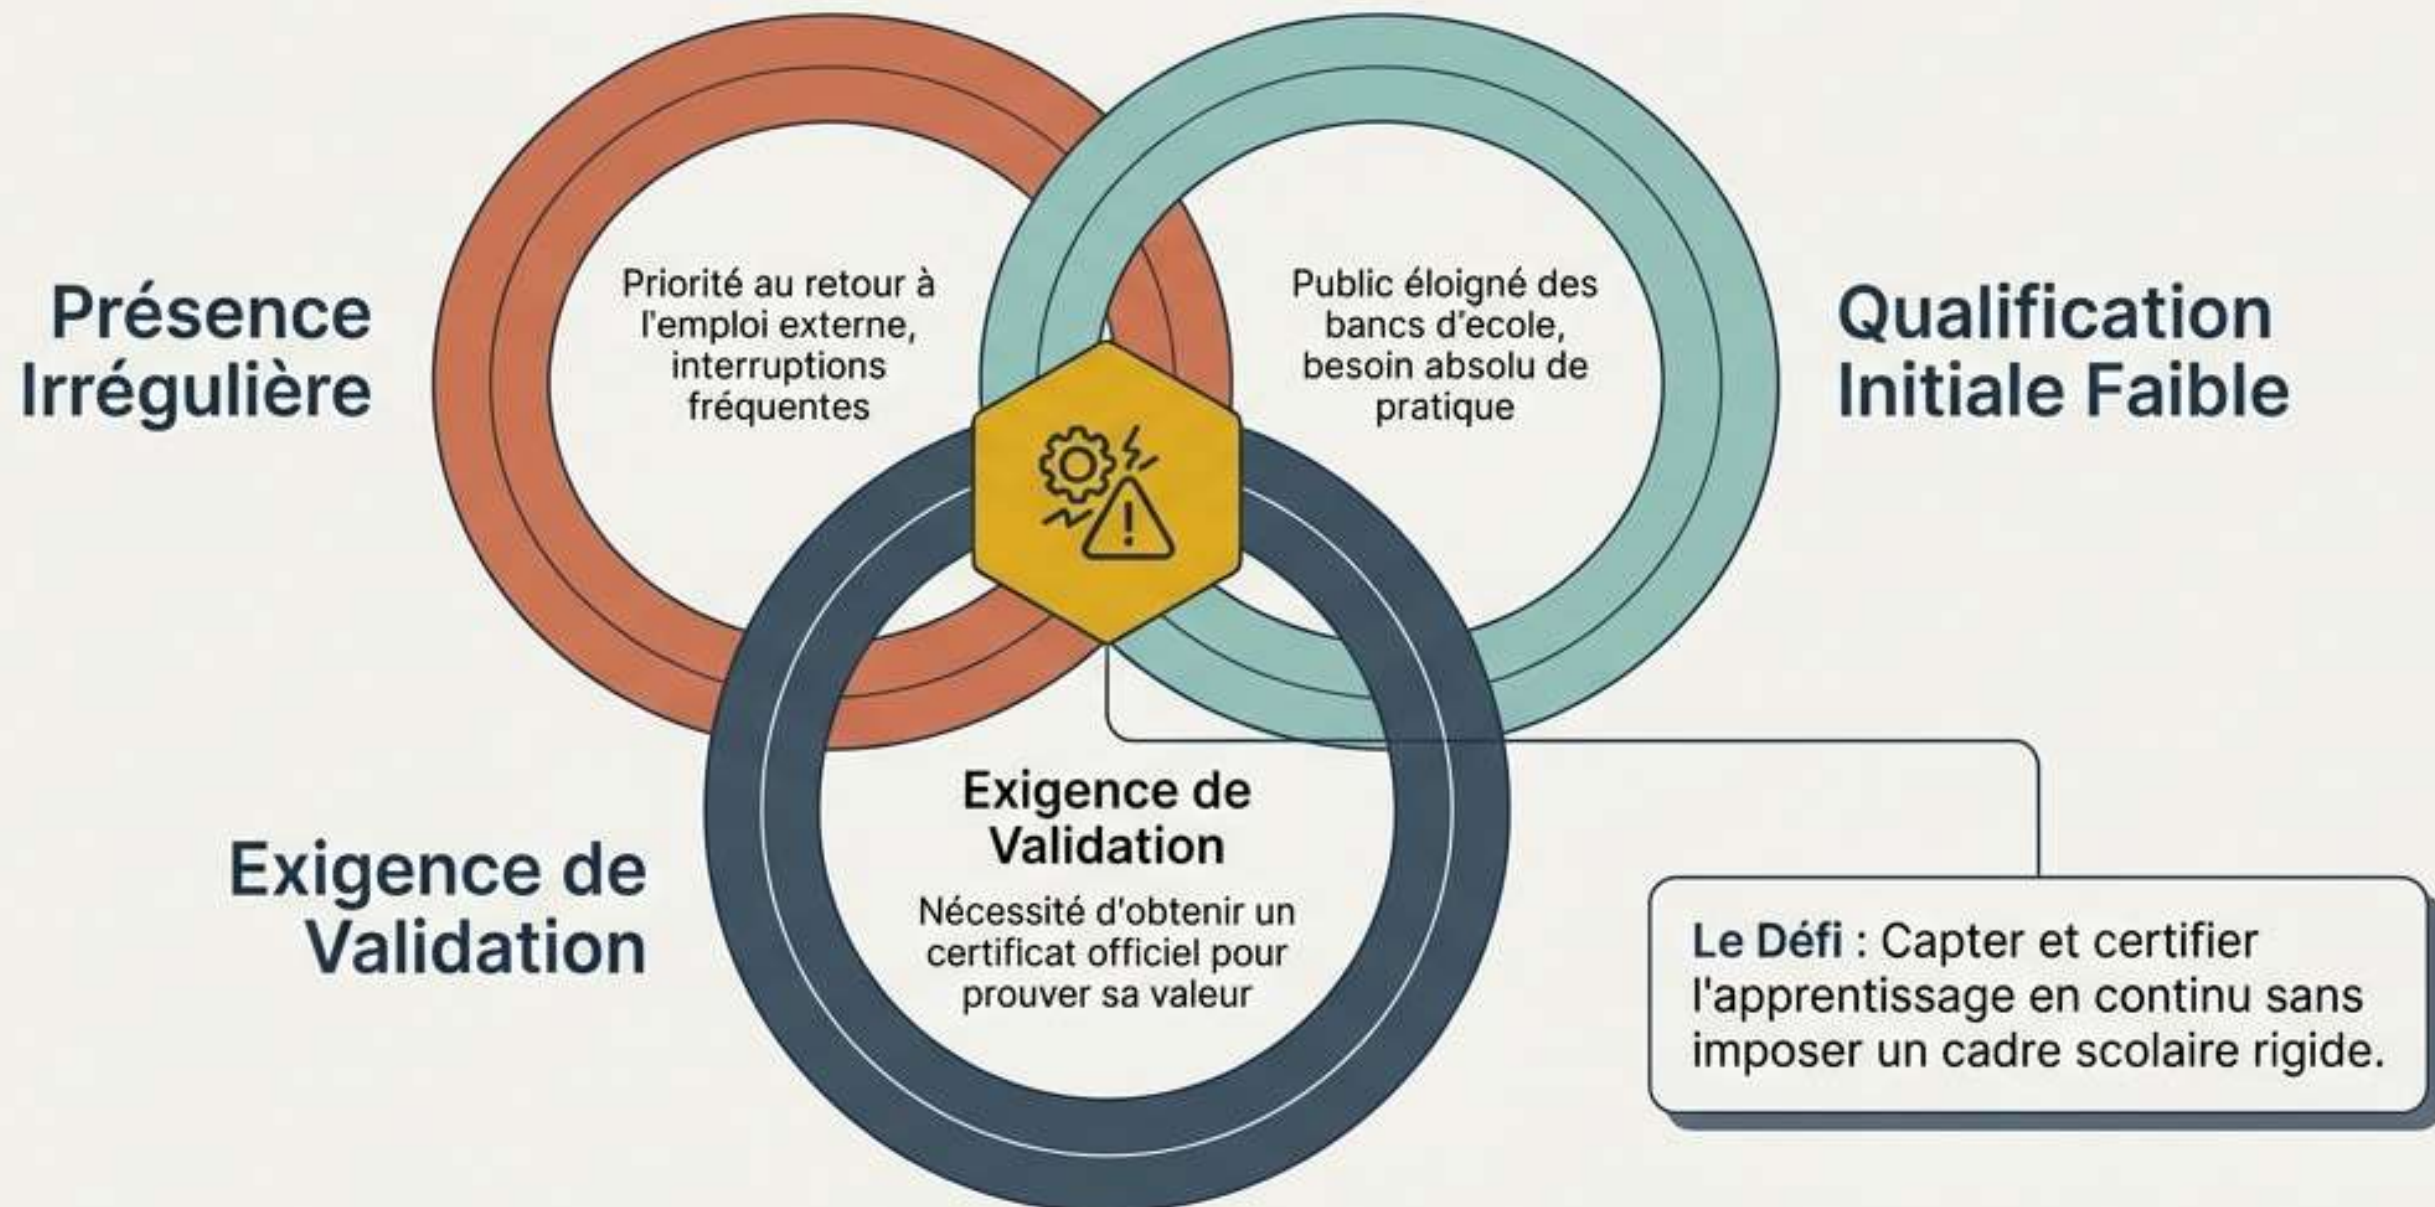 Présence
Irrégulière
Priorité au retour à
l'emploi externe,
interruptions
fréquentes
Public éloigné des
bancs d'école,
besoin absolu de
pratique
Qualification
Initiale Faible
Exigence de
Validation
Exigence de
Validation
Nécessité d'obtenir un
certificat officiel pour
prouver sa valeur
Le Défi : Capter et certifier
l'apprentissage en continu sans
imposer un cadre scolaire rigide.